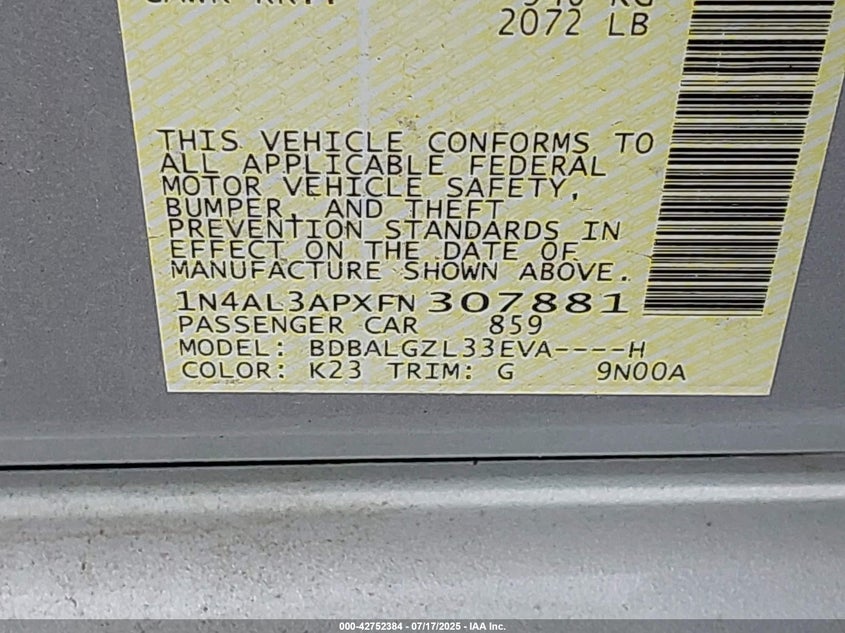 2072 LB
THIS VEHICLE CONFORMS TO
ALL APPLICABLE FEDERAL
MOTOR VEHICLE SAFETY,
BUMPER, AND THEFT
PREVENTION STANDARDS IN
EFFECT ON THE DATE OF
MANUFACTURE SHOWN ABOVE.
1N4AL3APXFN 307881
PASSENGER CAR 859
MODEL: BDBALGZL33EVA----H
COLOR: K23 TRIM: G 9N00A
000-42752384 - 07/17/2025 - IAA Inc.